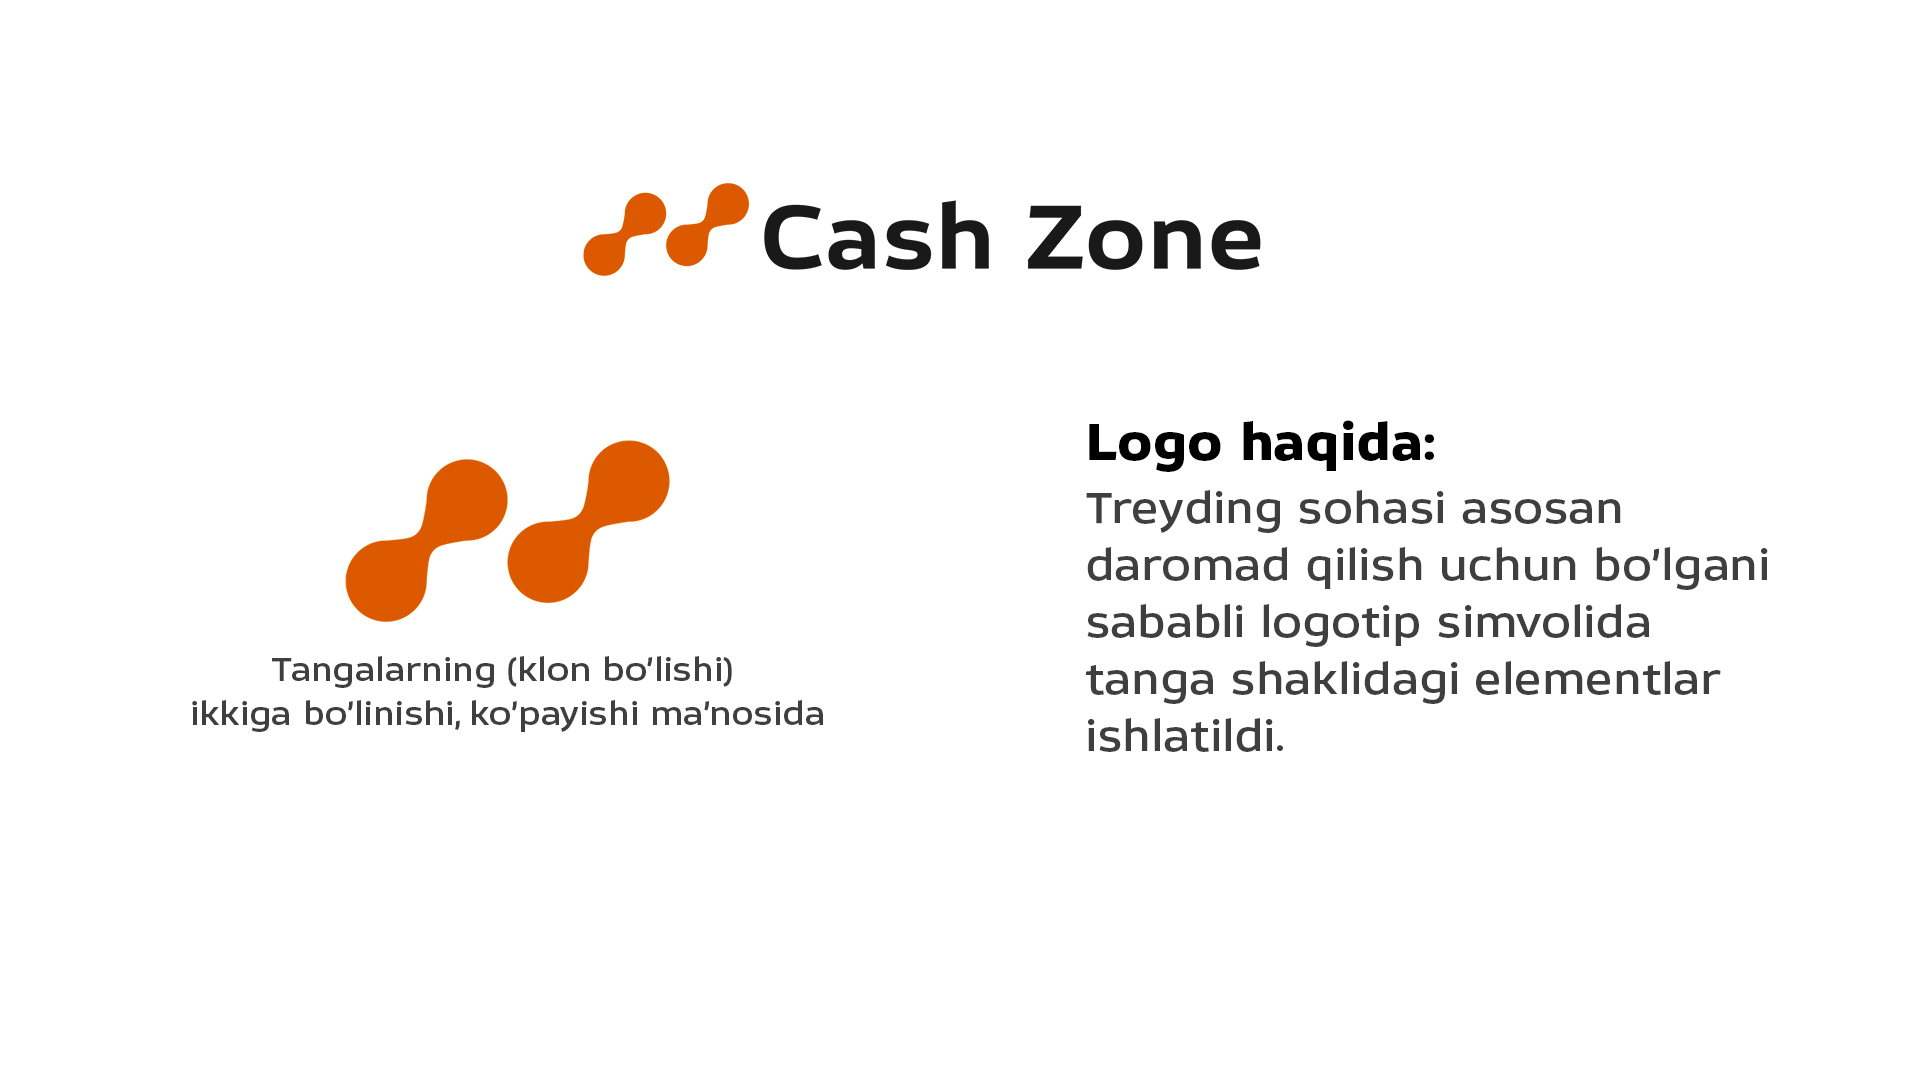 Cash Zone
Tangalarning (klon bo'lishi)
ikkiga bo'linishi, ko'payishi ma'nosida
Logo haqida:
Treyding sohasi asosan
daromad qilish uchun bo'lgani
sababli logotip simvolida
tanga shaklidagi elementlar
ishlatildi.